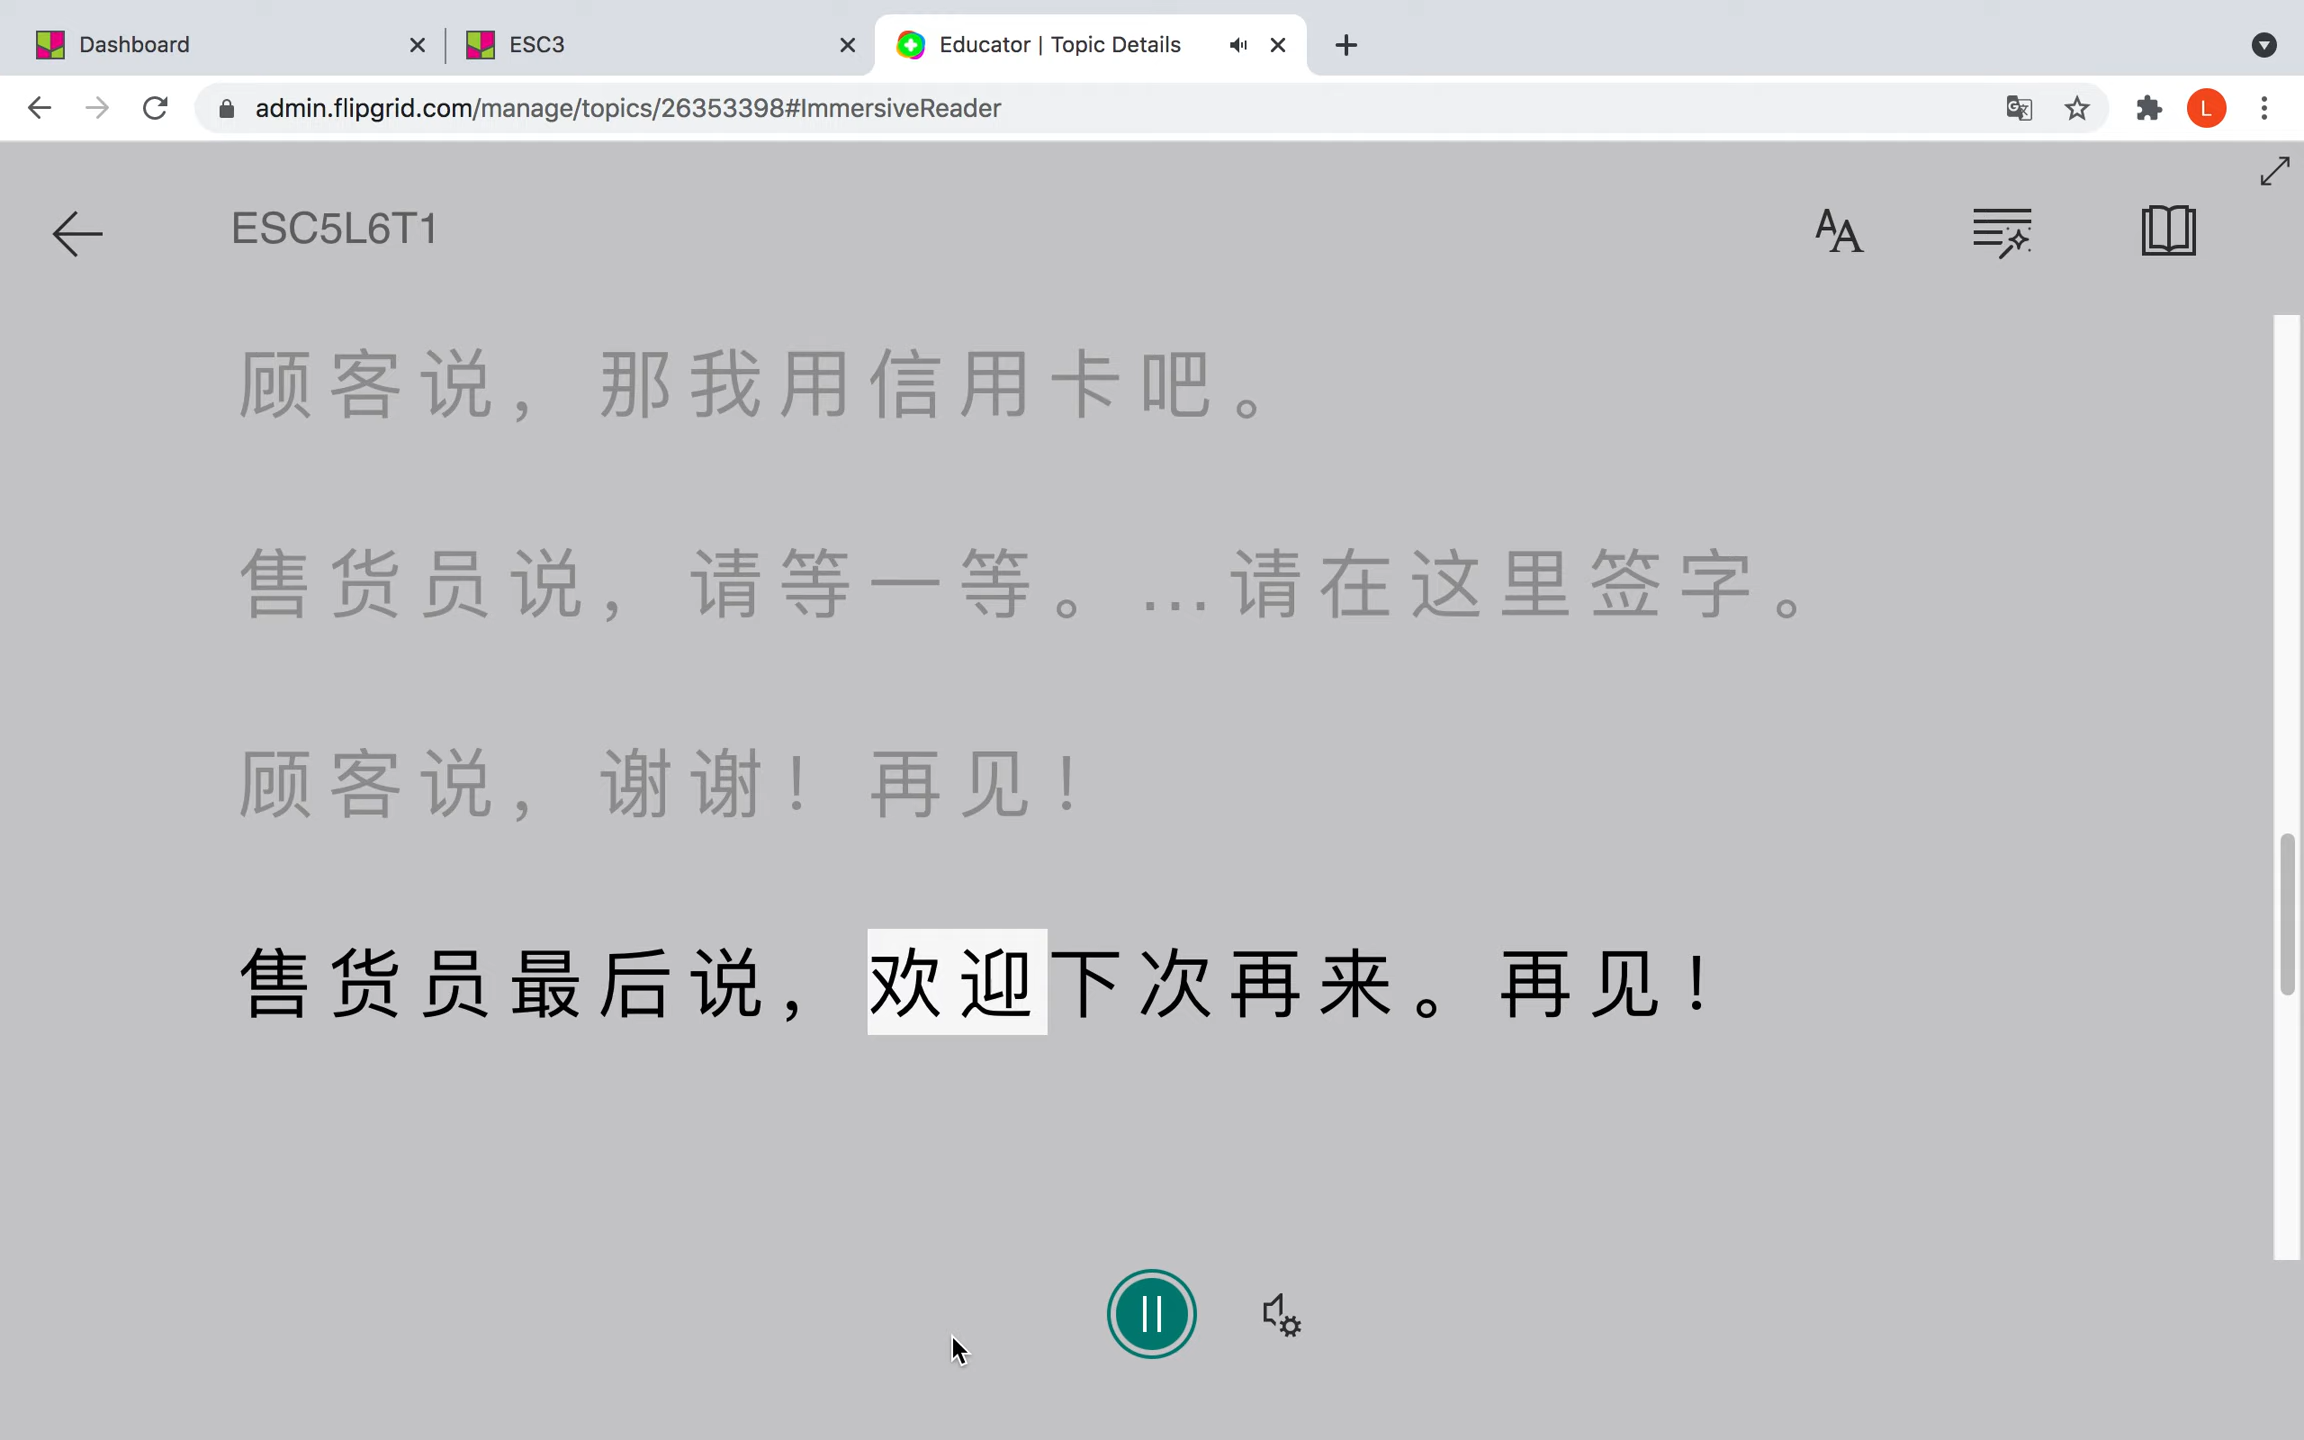 Dashboard
ESC3
Educator | Topic Details
admin.flipgrid.com/manage/topics/26353398#ImmersiveReader
L
ESC5L6T1
顾客说，那我用信用卡吧。
售货员说，请等一等。…请在这里签字。
顾客说，谢谢！再见！
售货员最后说，欢迎下次再来。再见！